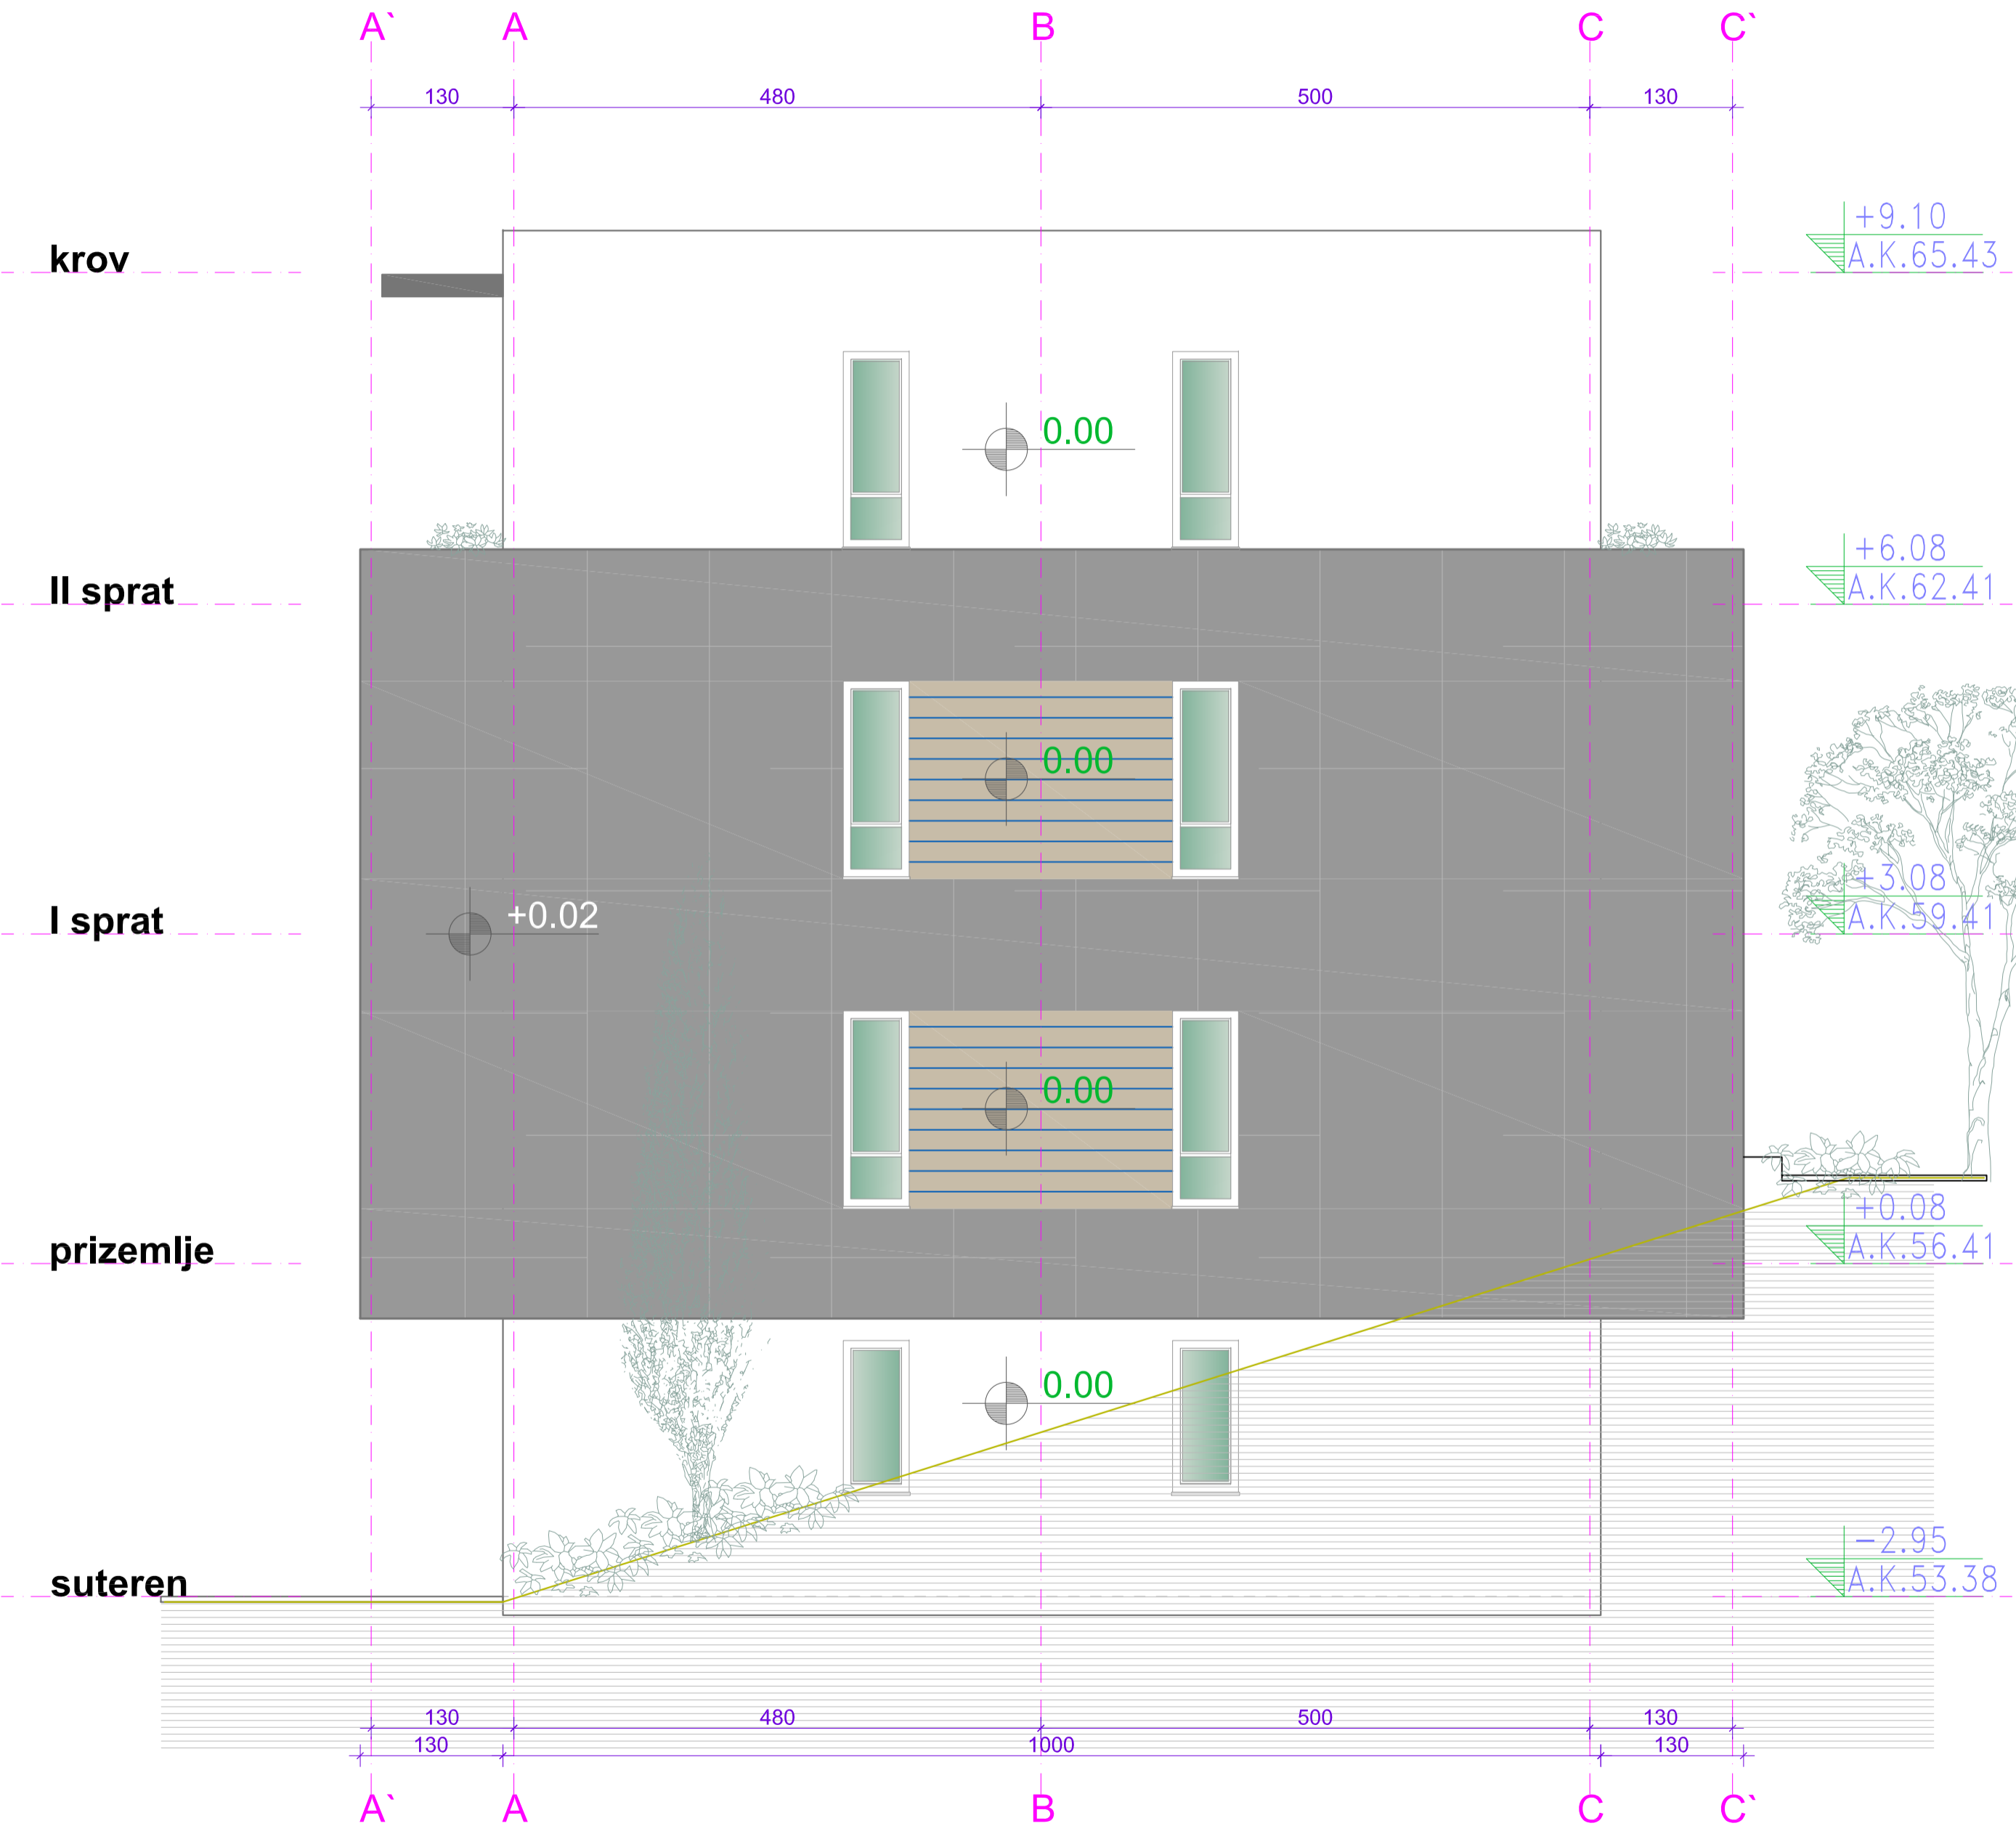 A` A B C C`
130 480 500 130
+9.10
krov A.K.65.43
0.00
+6.08
II sprat A.K.62.41
0.00
+3.08
I sprat +0.02 A.K.59.41
0.00
+0.08
prizemlje A.K.56.41
0.00
-2.95
suteren A.K.53.38
130 480 500 130
130 1000 130
A` A B C C`